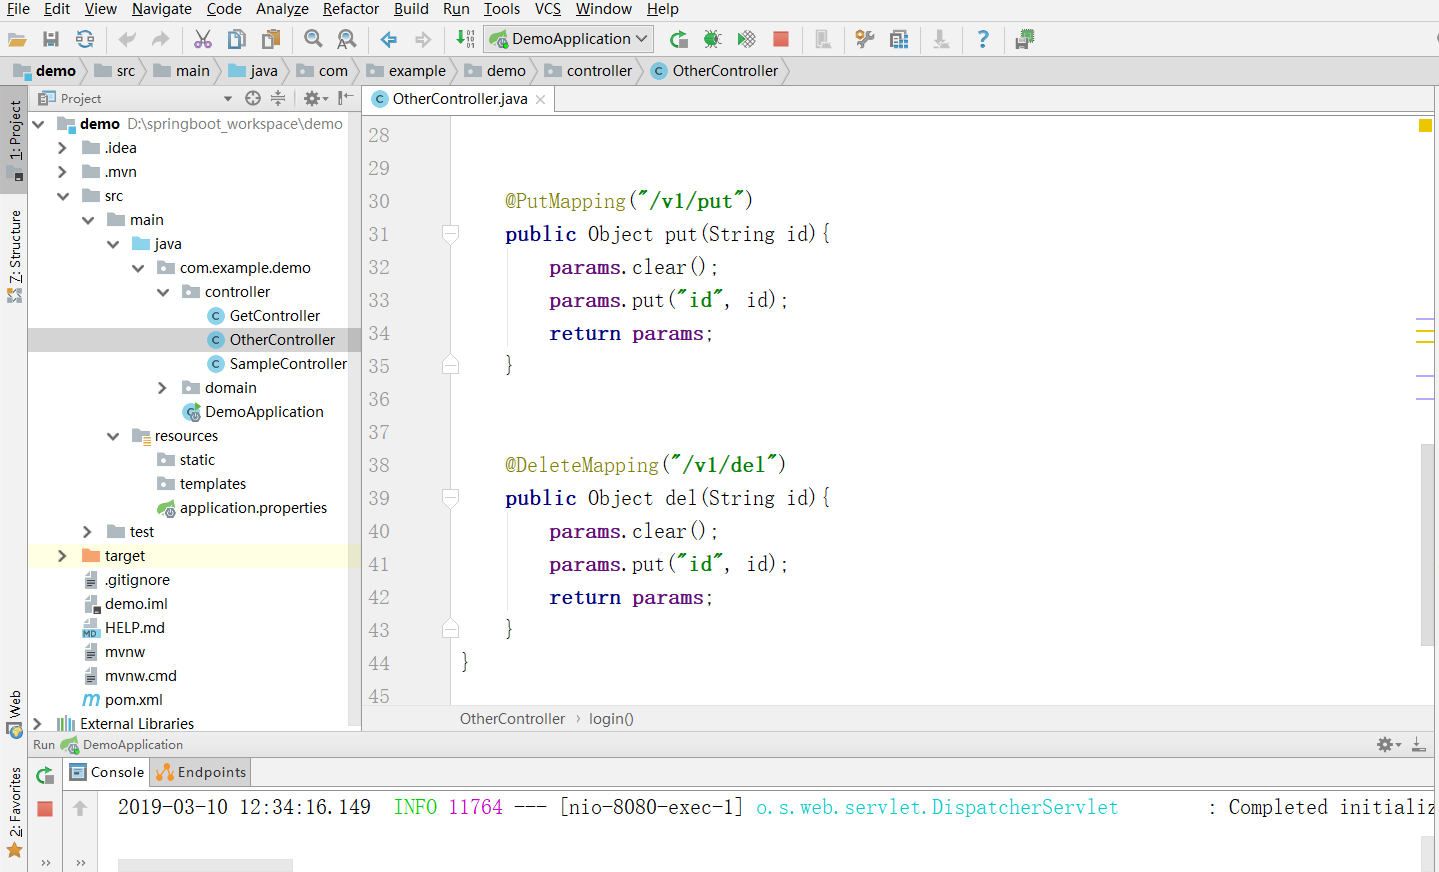 File Edit View Navigate Code Analyze Refactor Build Run Tools VCS Window Help
DemoApplication
demo src main java com example demo controller OtherController
Project
OtherController.java
1: Project
7: Structure
Web
2: Favorites
demo D:\springboot_workspace\demo
.idea
.mvn
src
main
java
com.example.demo
controller
GetController
OtherController
SampleController
domain
DemoApplication
resources
static
templates
application.properties
test
target
.gitignore
demo.iml
HELP.md
mvnw
mvnw.cmd
pom.xml
External Libraries
28
29
30 @PutMapping("/v1/put")
31 public Object put(String id){
32 params.clear();
33 params.put("id", id);
34 return params;
35 }
36
37
38 @DeleteMapping("/v1/del")
39 public Object del(String id){
40 params.clear();
41 params.put("id", id);
42 return params;
43 }
44 }
45
OtherController › login()
Run DemoApplication
Console Endpoints
2019-03-10 12:34:16.149 INFO 11764 --- [nio-8080-exec-1] o.s.web.servlet.DispatcherServlet : Completed initializ